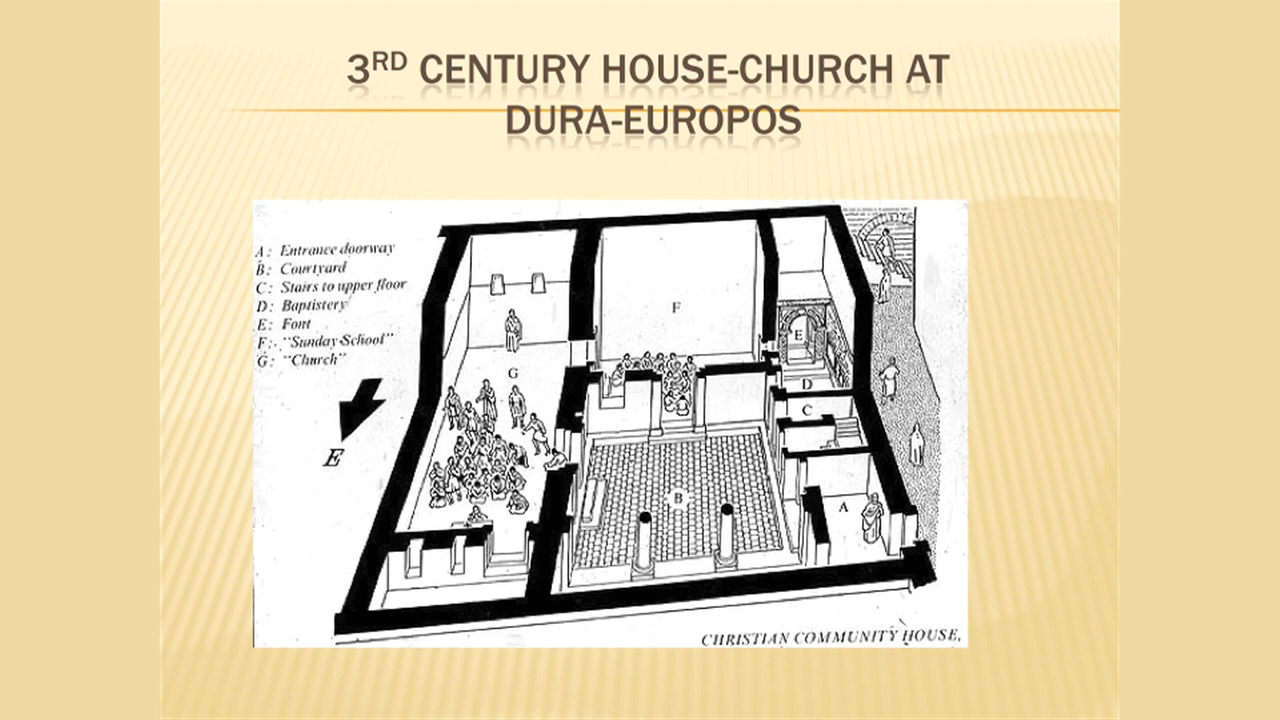 3RD CENTURY HOUSE-CHURCH AT
DURA-EUROPOS
A: Entrance doorway
B: Courtyard
C: Stairs to upper floor
D: Baptistery
E: Font
F: "Sunday-School"
G: "Church"
E
F
E
G
D
C
B
A
CHRISTIAN COMMUNITY HOUSE,